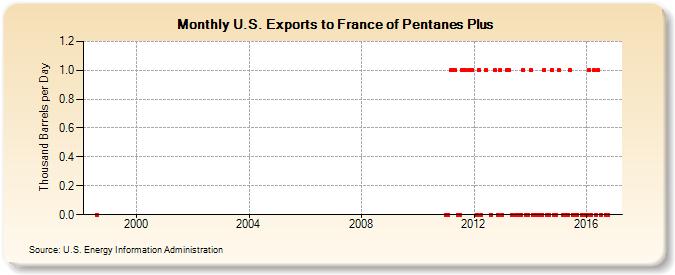 Monthly U.S. Exports to France of Pentanes Plus
Thousand Barrels per Day
1.2
1.0
0.8
0.6
0.4
0.2
0.0
2000 2004 2008 2012 2016
Source: U.S. Energy Information Administration